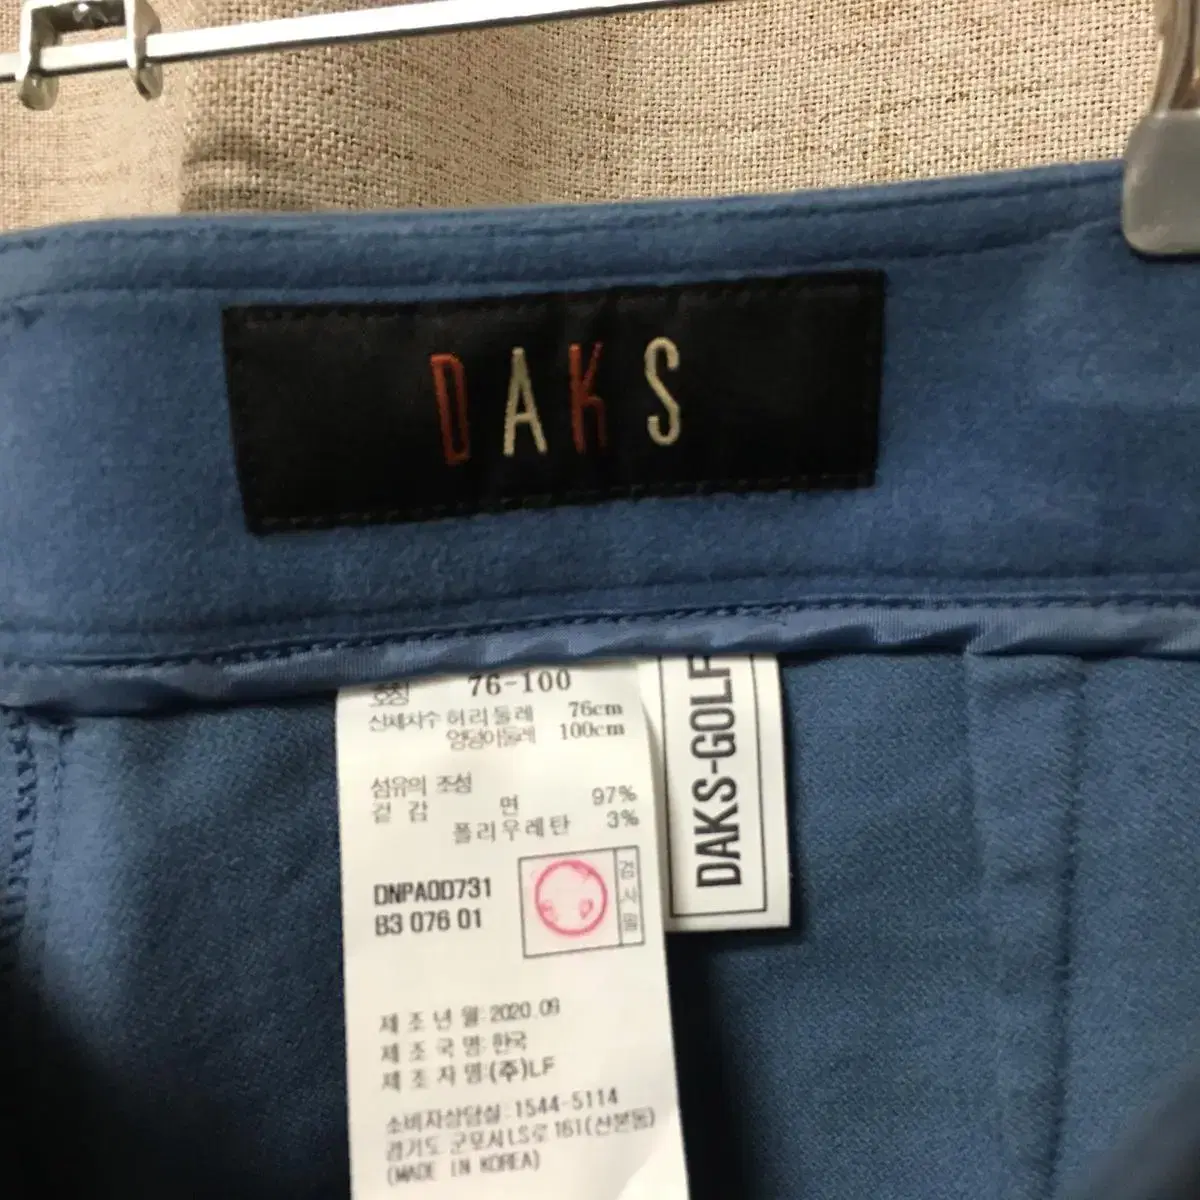 DAKS
호칭 76-100
신체치수 허리둘레 76cm
엉덩이둘레 100cm
섬유의 조성
겉감 면 97%
폴리우레탄 3%
DNPA0D731
B3 076 01
검사필
제조년월:2020.09
제조국명:한국
제조자명:(주)LF
소비자상담실:1544-5114
경기도 군포시LS로 161(산본동)
(MADE IN KOREA)
DAKS-GOLF